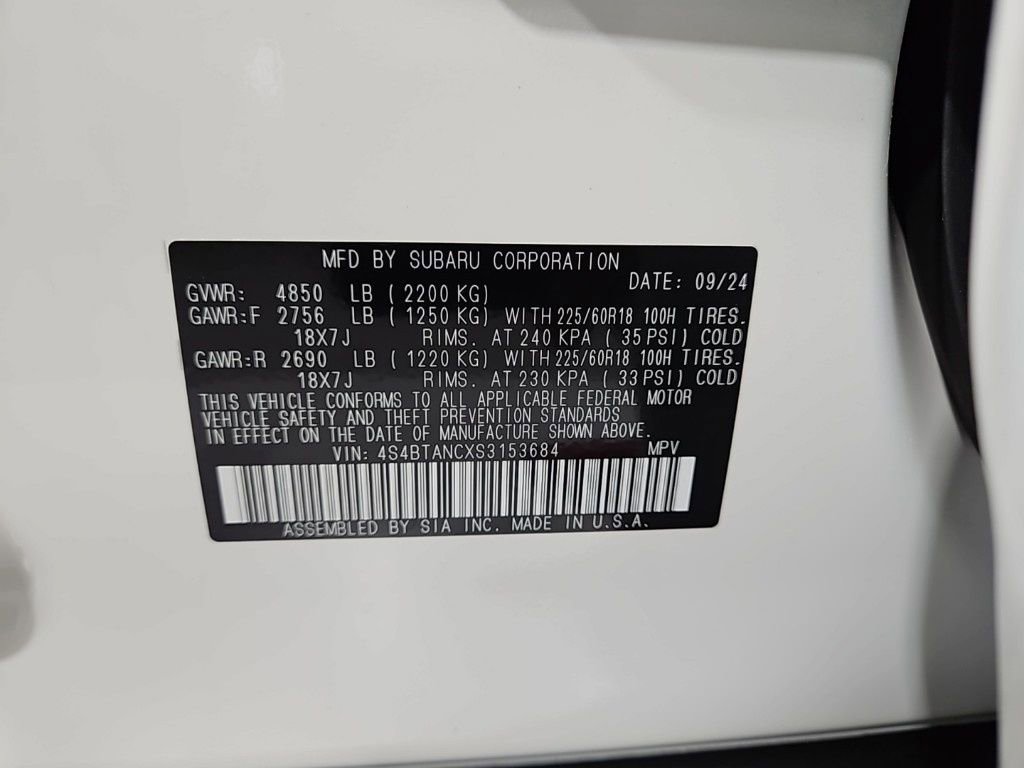 MFD BY SUBARU CORPORATION
DATE: 09/24
GVWR: 4850 LB ( 2200 KG)
GAWR:F 2756 LB ( 1250 KG) WITH 225/60R18 100H TIRES.
18X7J RIMS. AT 240 KPA ( 35 PSI) COLD
GAWR:R 2690 LB ( 1220 KG) WITH 225/60R18 100H TIRES.
18X7J RIMS. AT 230 KPA ( 33 PSI) COLD
THIS VEHICLE CONFORMS TO ALL APPLICABLE FEDERAL MOTOR
VEHICLE SAFETY AND THEFT PREVENTION STANDARDS
IN EFFECT ON THE DATE OF MANUFACTURE SHOWN ABOVE.
VIN: 4S4BTANCXS3153684 MPV
ASSEMBLED BY SIA INC. MADE IN U.S.A.